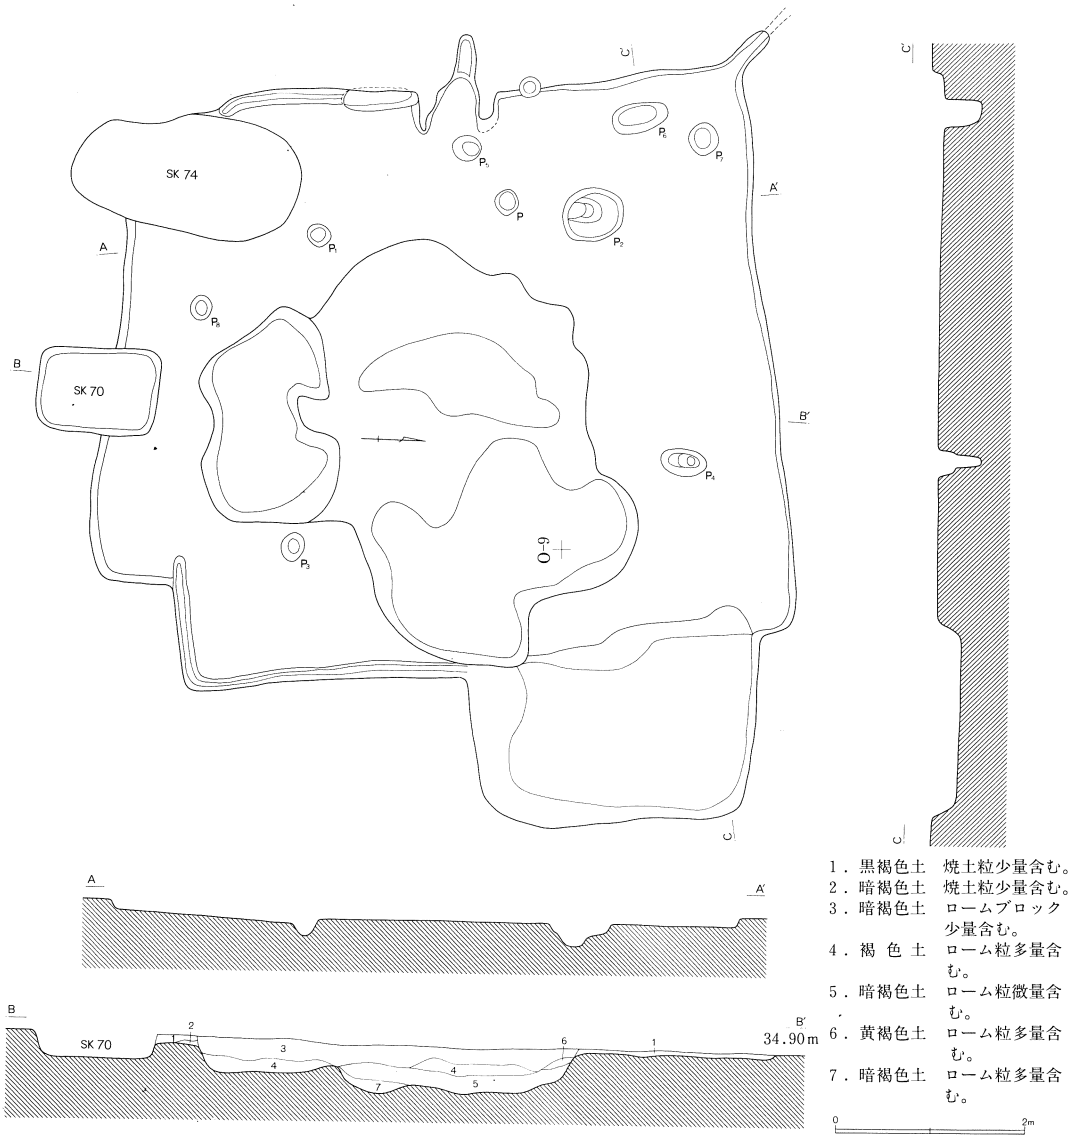 C′
C′
SK 74
P₅
P₆
P₇
A′
P
P₂
A
P₁
P₈
B
SK 70
B′
P₄
O-9
P₃
C
C
A
A′
B
2
1
SK 70
3
4
7
4
5
6
1
B′
34.90m
1．黒褐色土 焼土粒少量含む。
2．暗褐色土 焼土粒少量含む。
3．暗褐色土 ロームブロック
少量含む。
4．褐色土 ローム粒多量含
む。
5．暗褐色土 ローム粒微量含
む。
6．黄褐色土 ローム粒多量含
む。
7．暗褐色土 ローム粒多量含
む。
0 2m